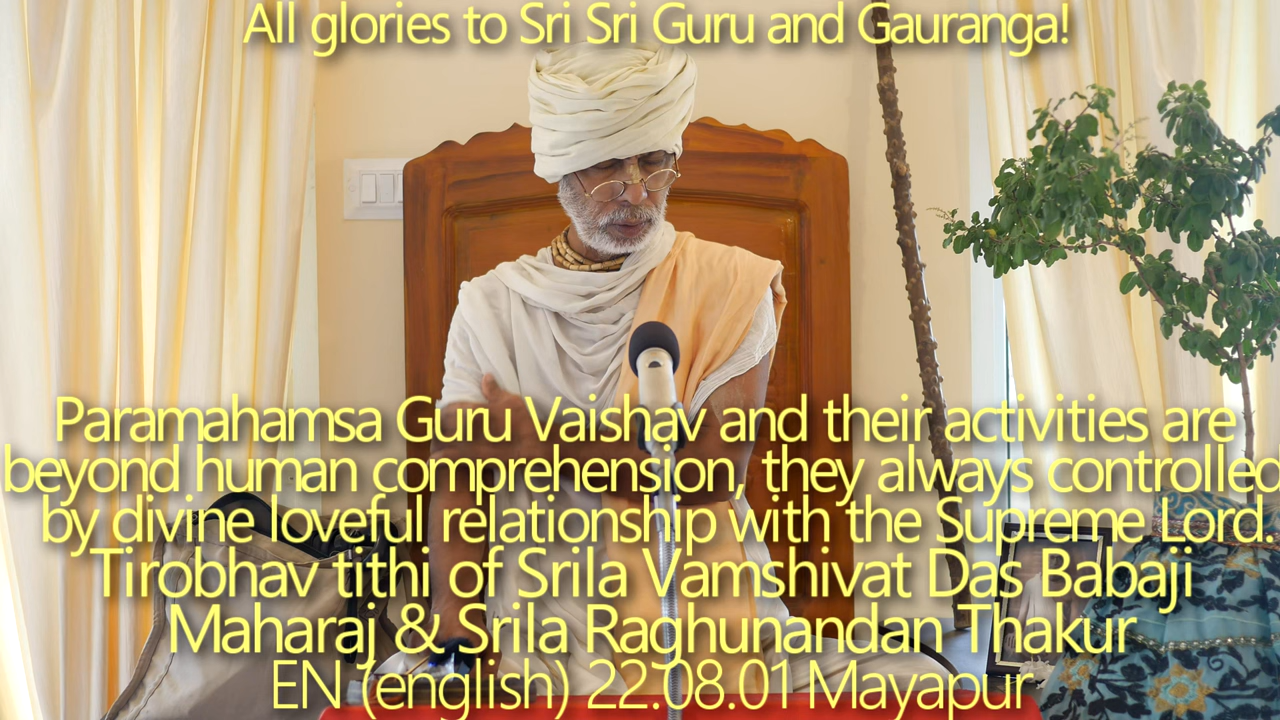 All glories to Sri Sri Guru and Gauranga!
Paramahamsa Guru Vaishav and their activities are
beyond human comprehension, they always controlled
by divine loveful relationship with the Supreme Lord.
Tirobhav tithi of Srila Vamshivat Das Babaji
Maharaj & Srila Raghunandan Thakur
EN (english) 22.08.01 Mayapur